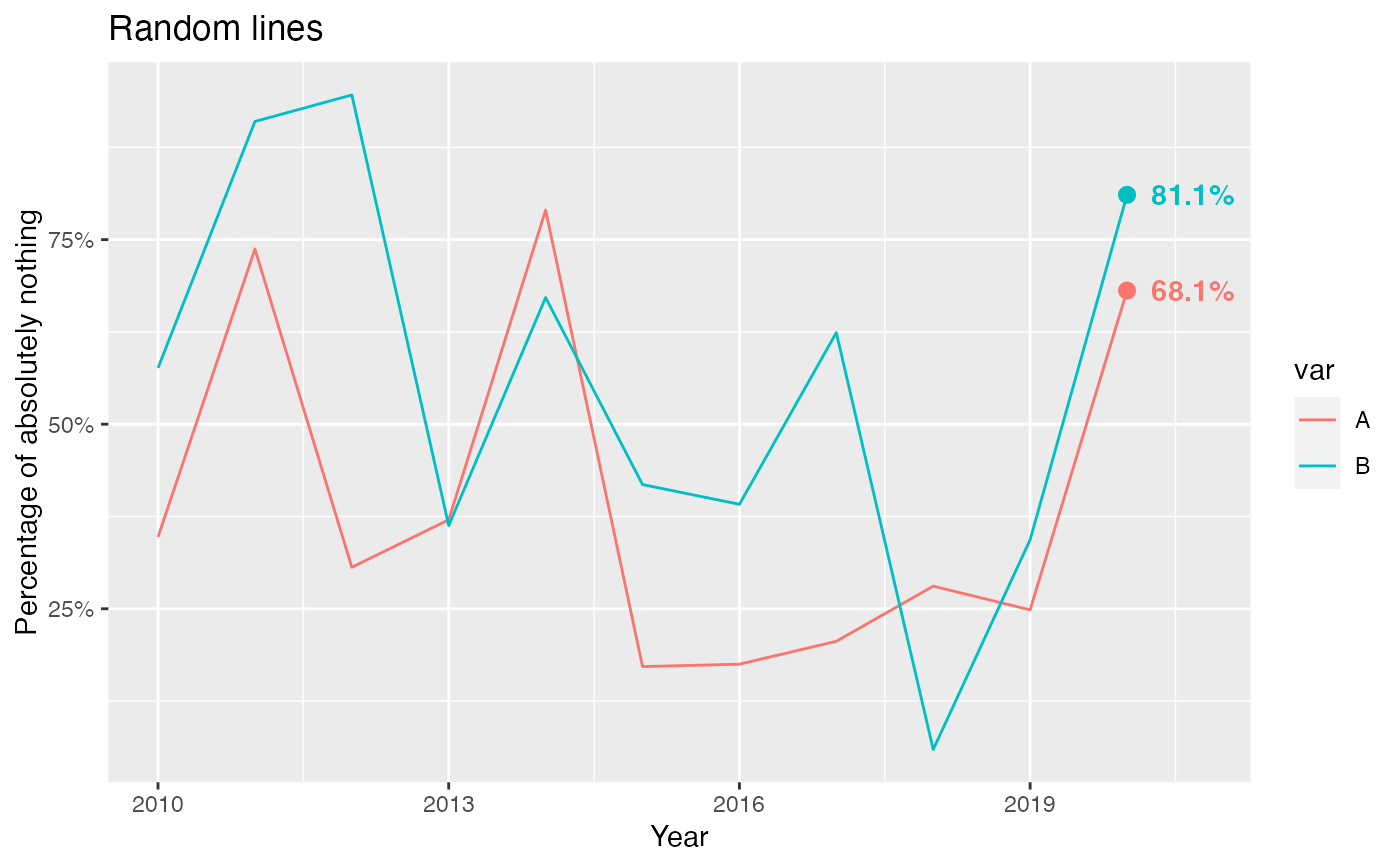 Random lines
Percentage of absolutely nothing
75%
50%
25%
81.1%
68.1%
var
A
B
2010 2013 2016 2019
Year